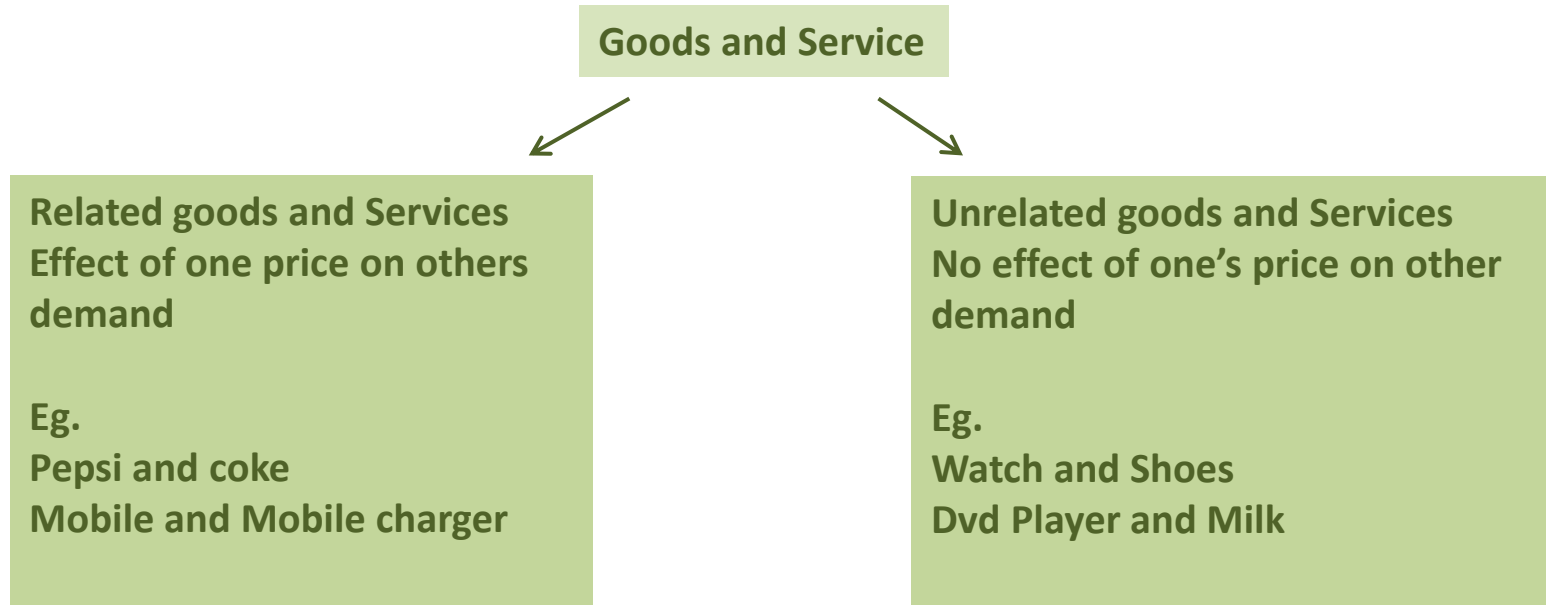 Goods and Service
Related goods and Services
Effect of one price on others
demand
Eg.
Pepsi and coke
Mobile and Mobile charger
Unrelated goods and Services
No effect of one’s price on other
demand
Eg.
Watch and Shoes
Dvd Player and Milk